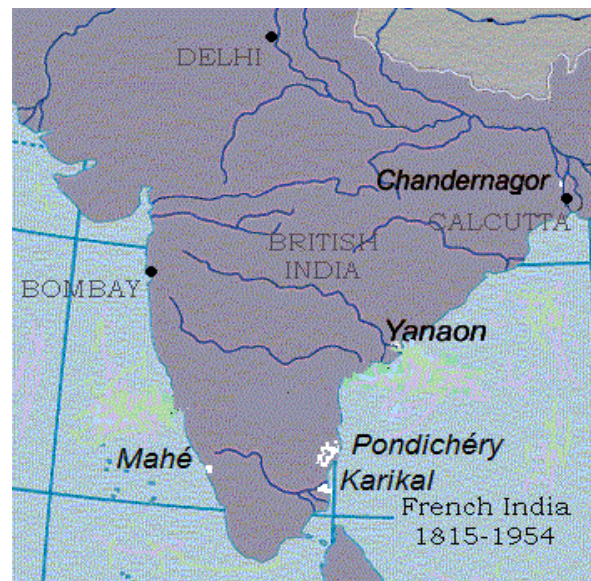 DELHI
Chandernagor
CALCUTTA
BRITISH
INDIA
BOMBAY
Yanaon
Mahé
Pondichéry
Karikal
French India
1815-1954